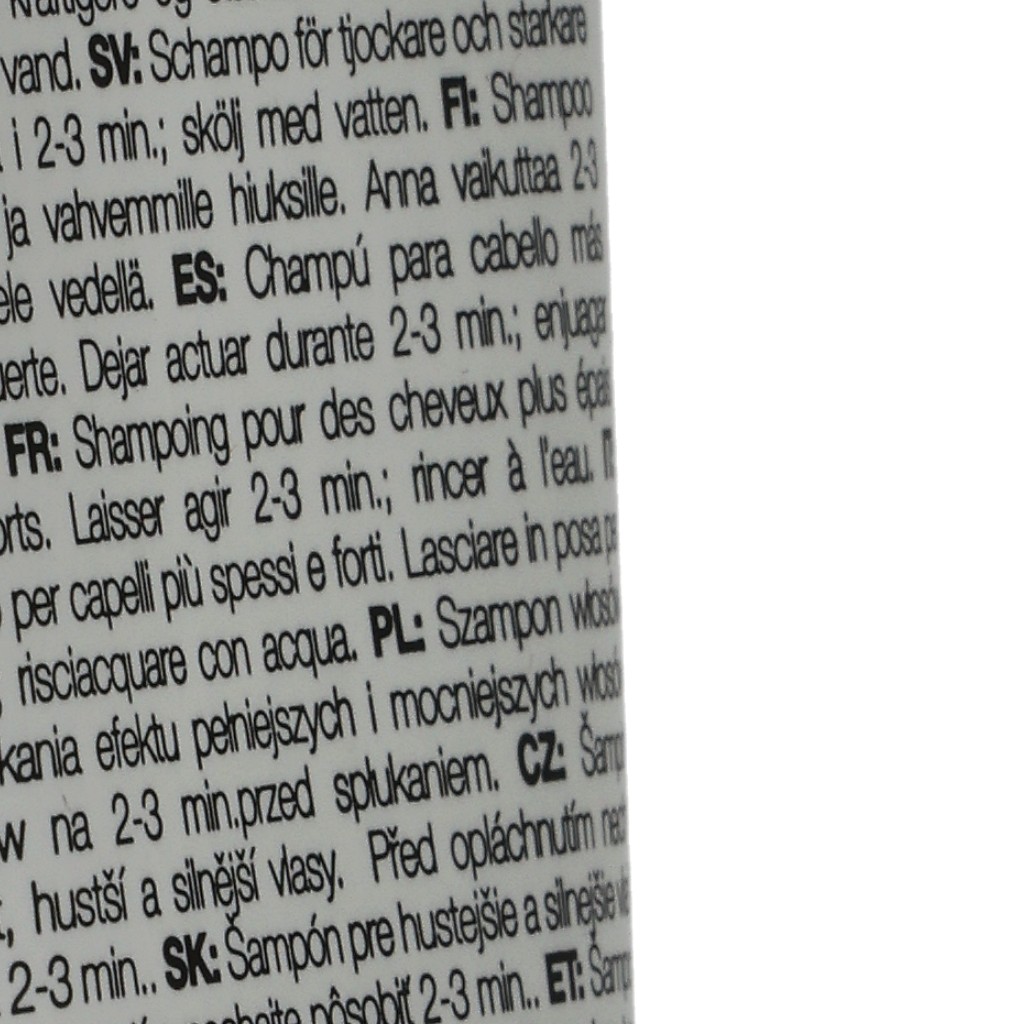 vand. SV: Schampo för tjockare och starkare
i 2-3 min.; skölj med vatten. FI: Shampoo
ja vahvemmille hiuksille. Anna vaikuttaa 2-3
vedellä. ES: Champú para cabello más
Dejar actuar durante 2-3 min.; enjuaga
FR: Shampoing pour des cheveux plus
Laisser agir 2-3 min.; rincer à l'eau.
per capelli più spessi e forti. Lasciare in posa
risciacquare con acqua. PL: Szampon
efektu pełniejszych i mocniejszych
na 2-3 min.przed spłukaniem. CZ:
, hustší a silnější vlasy. Před opláchnutím
2-3 min.. SK: Šampón pre hustejšie a silnejšie
pôsobiť 2-3 min.. ET: